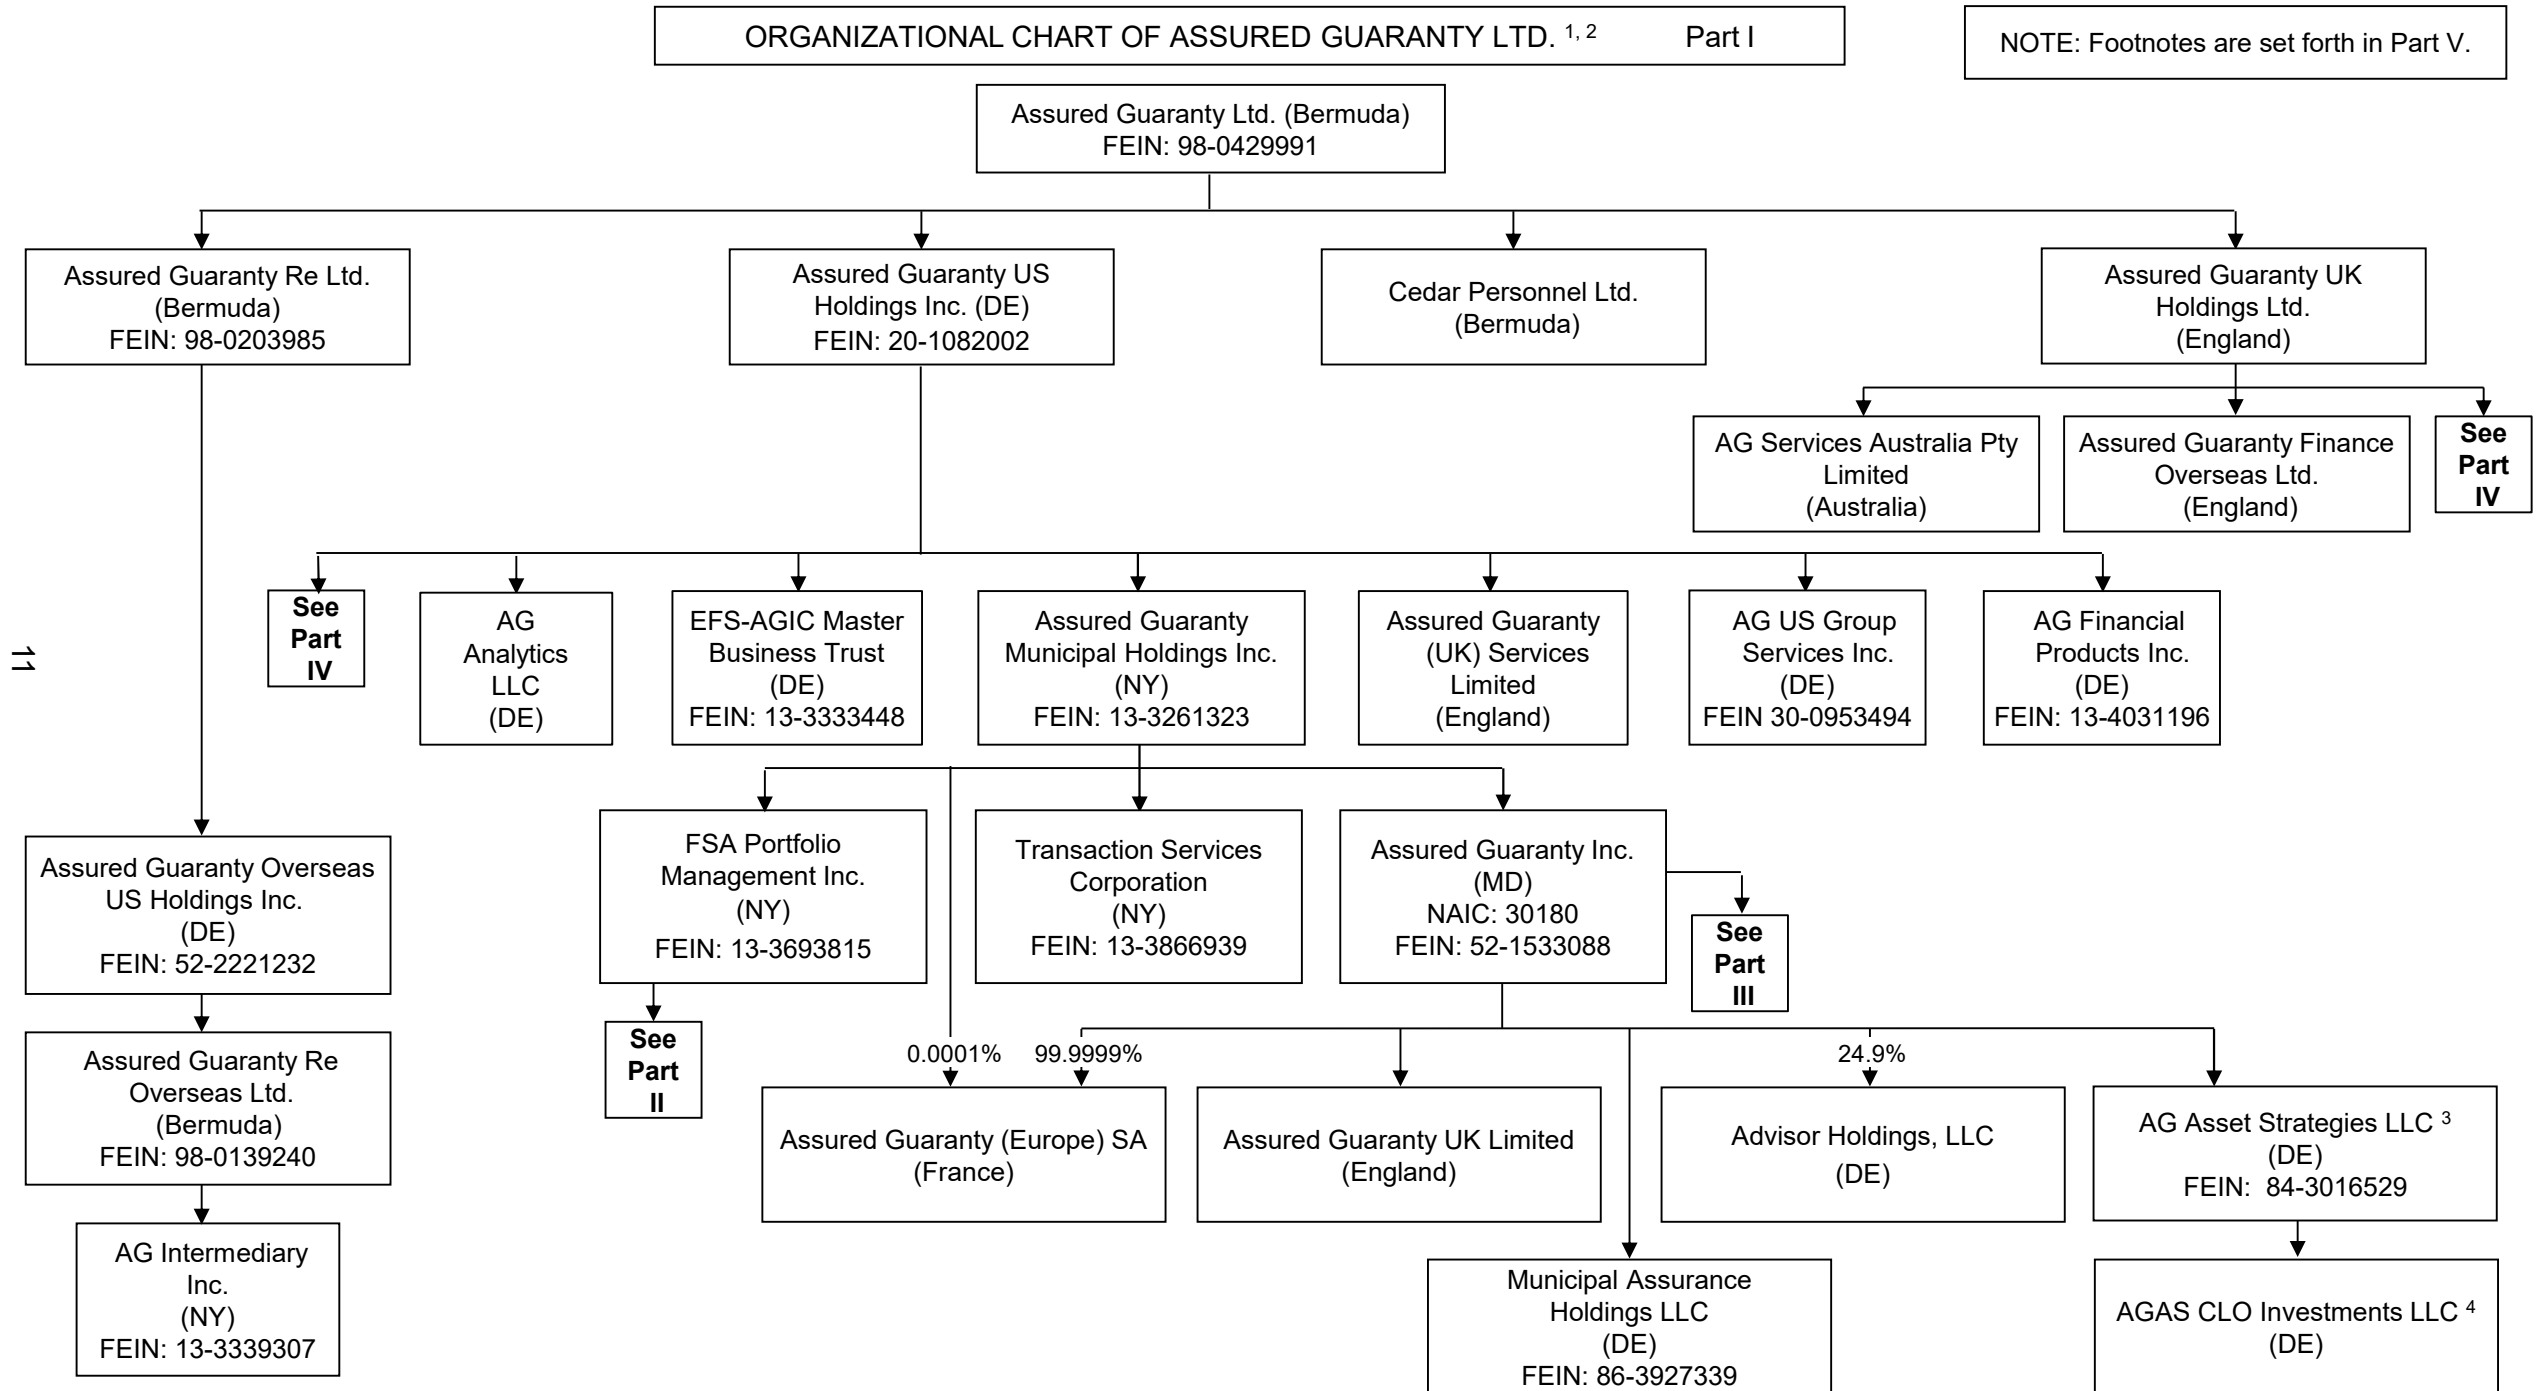 ORGANIZATIONAL CHART OF ASSURED GUARANTY LTD. 1, 2 Part I
NOTE: Footnotes are set forth in Part V.
Assured Guaranty Ltd. (Bermuda)
FEIN: 98-0429991
Assured Guaranty Re Ltd.
(Bermuda)
FEIN: 98-0203985
Assured Guaranty US
Holdings Inc. (DE)
FEIN: 20-1082002
Cedar Personnel Ltd.
(Bermuda)
Assured Guaranty UK
Holdings Ltd.
(England)
AG Services Australia Pty
Limited
(Australia)
Assured Guaranty Finance
Overseas Ltd.
(England)
See
Part
IV
See
Part
IV
AG
Analytics
LLC
(DE)
EFS-AGIC Master
Business Trust
(DE)
FEIN: 13-3333448
Assured Guaranty
Municipal Holdings Inc.
(NY)
FEIN: 13-3261323
Assured Guaranty
(UK) Services
Limited
(England)
AG US Group
Services Inc.
(DE)
FEIN 30-0953494
AG Financial
Products Inc.
(DE)
FEIN: 13-4031196
11
Assured Guaranty Overseas
US Holdings Inc.
(DE)
FEIN: 52-2221232
FSA Portfolio
Management Inc.
(NY)
FEIN: 13-3693815
Transaction Services
Corporation
(NY)
FEIN: 13-3866939
Assured Guaranty Inc.
(MD)
NAIC: 30180
FEIN: 52-1533088
See
Part
III
See
Part
II
0.0001%
99.9999%
24.9%
Assured Guaranty Re
Overseas Ltd.
(Bermuda)
FEIN: 98-0139240
Assured Guaranty (Europe) SA
(France)
Assured Guaranty UK Limited
(England)
Advisor Holdings, LLC
(DE)
AG Asset Strategies LLC 3
(DE)
FEIN: 84-3016529
AG Intermediary
Inc.
(NY)
FEIN: 13-3339307
Municipal Assurance
Holdings LLC
(DE)
FEIN: 86-3927339
AGAS CLO Investments LLC 4
(DE)